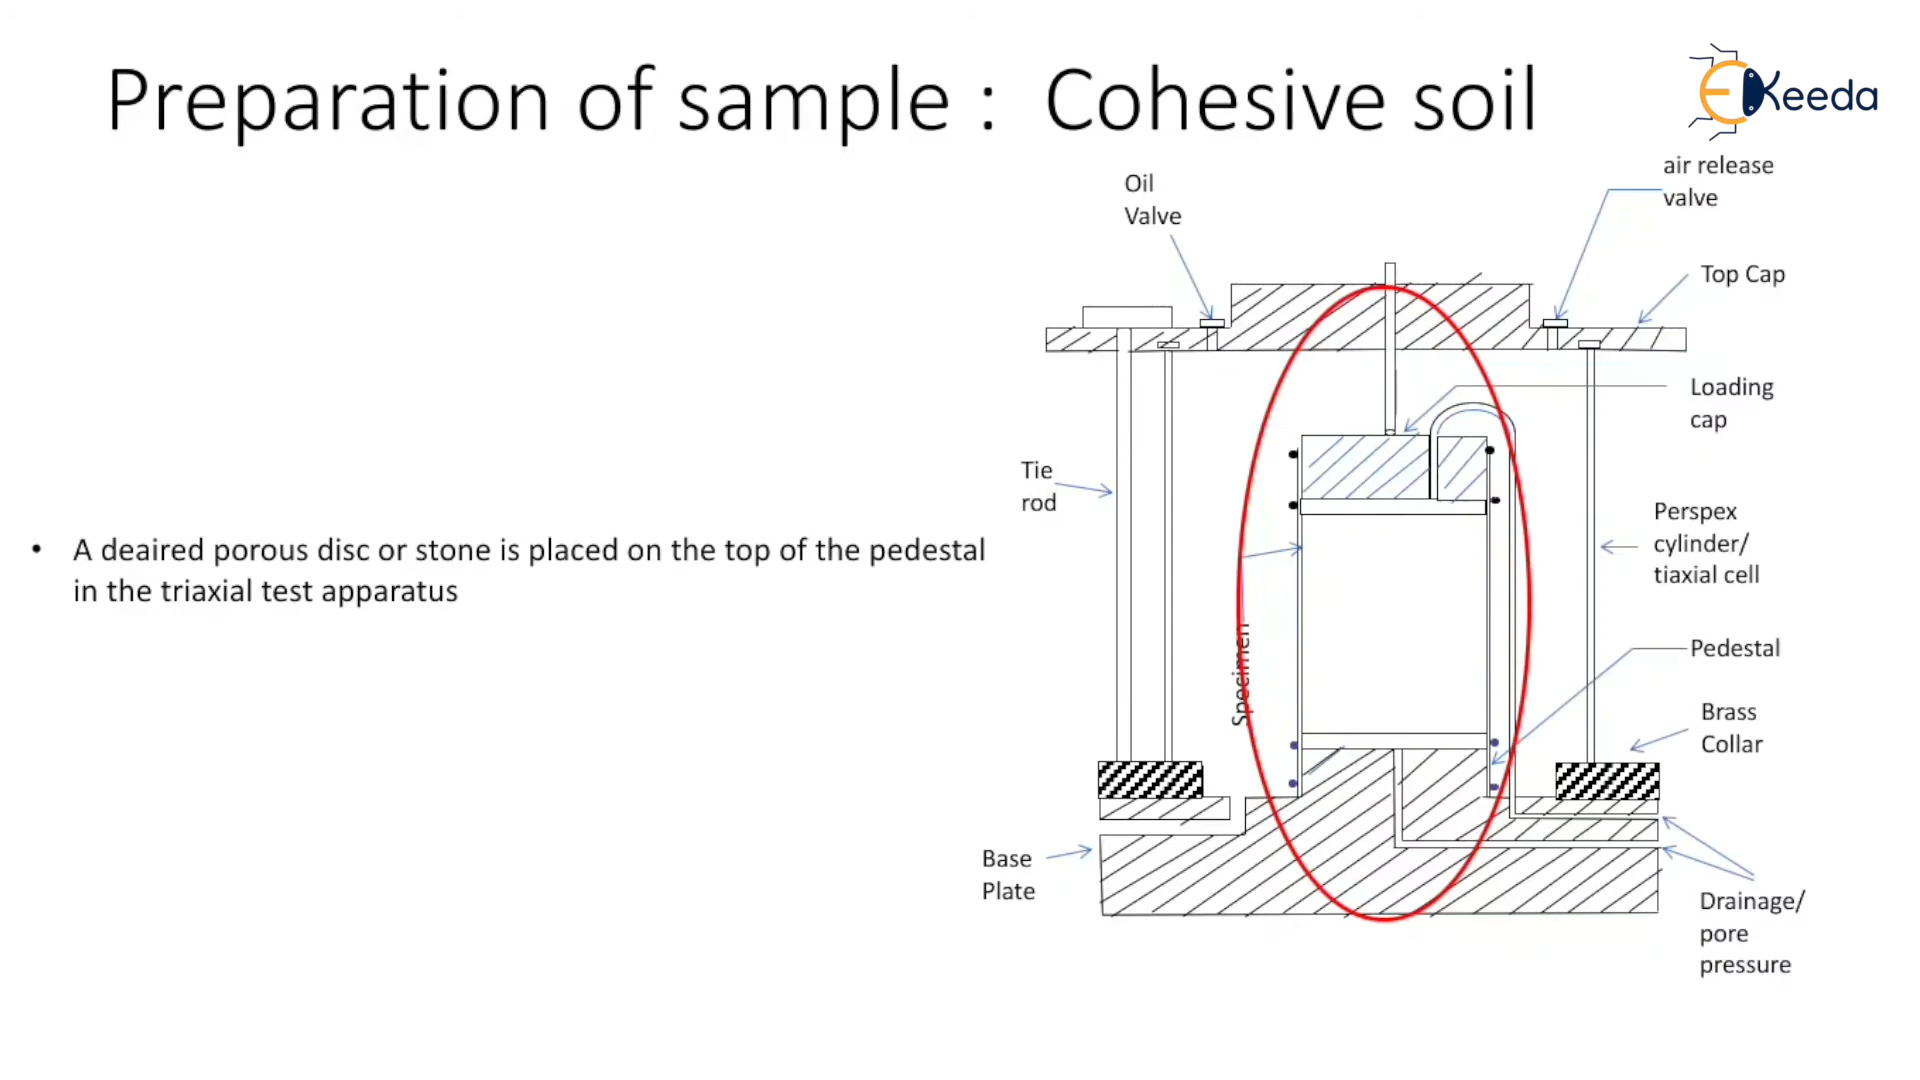 Preparation of sample : Cohesive soil
EKeeda
Oil
Valve
air release
valve
Top Cap
Loading
cap
Tie
rod
Perspex
cylinder/
tiaxial cell
• A deaired porous disc or stone is placed on the top of the pedestal
in the triaxial test apparatus
Specimen
Pedestal
Brass
Collar
Base
Plate
Drainage/
pore
pressure